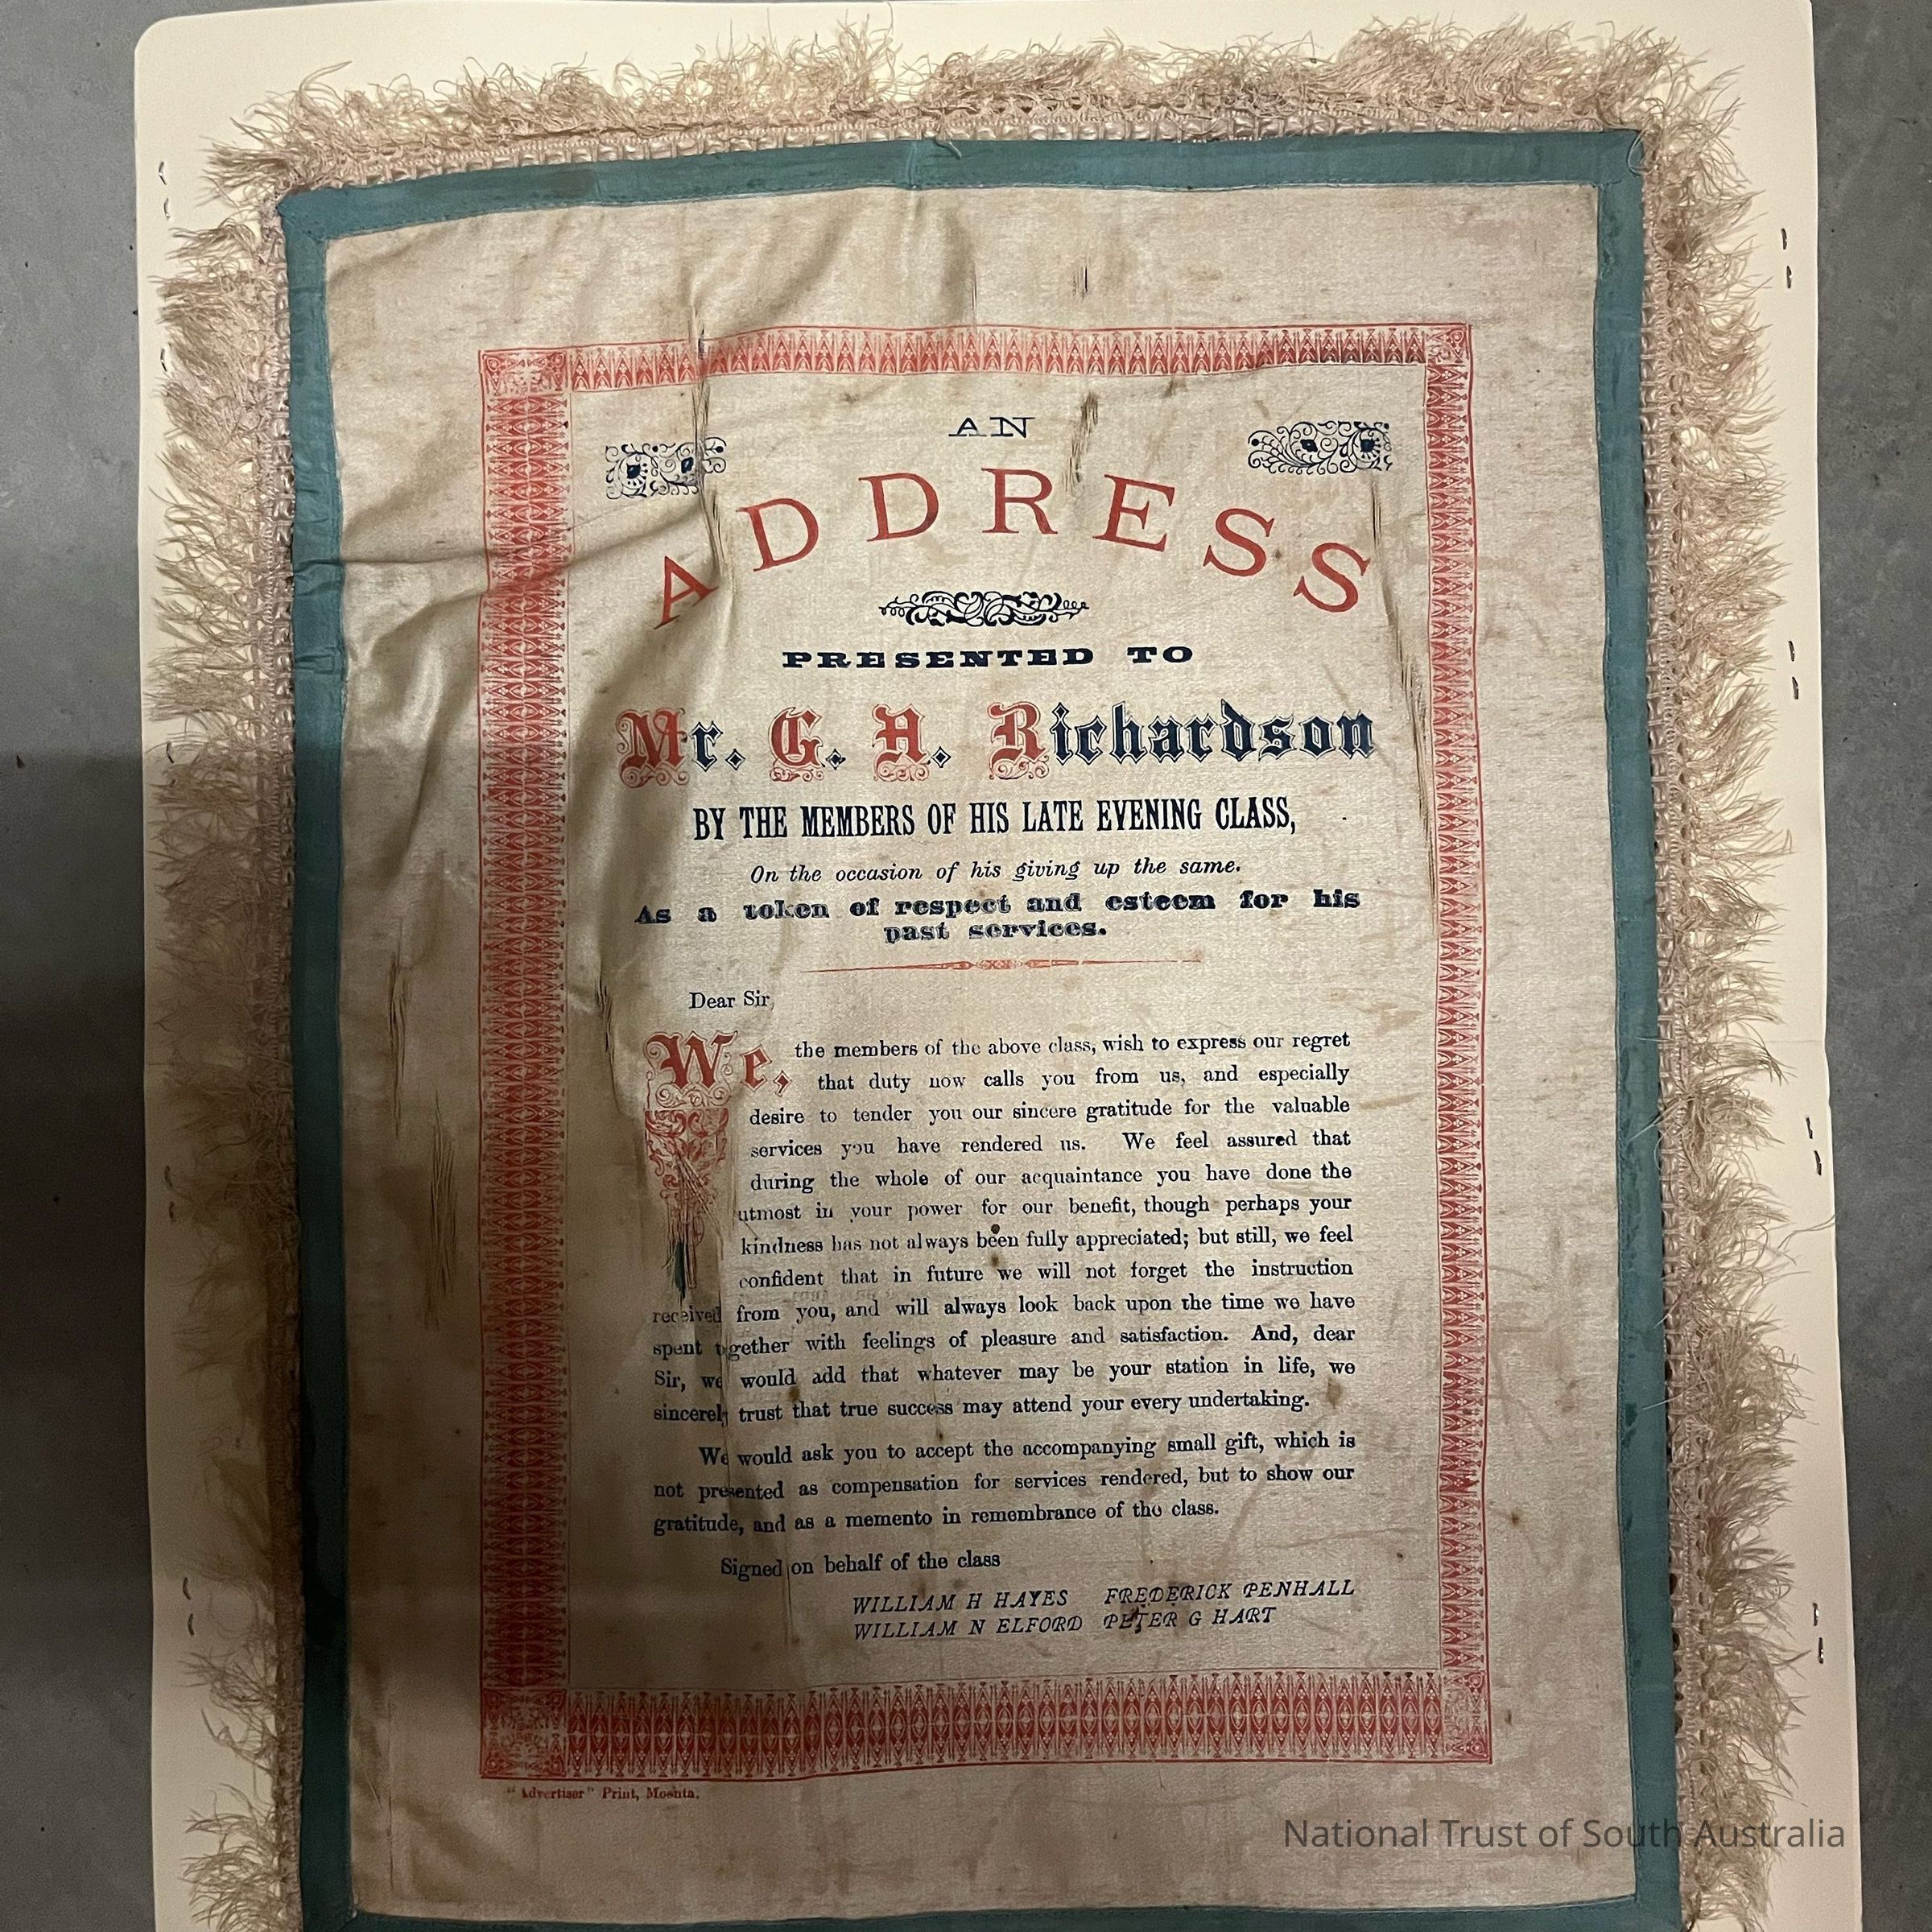 AN
ADDRESS
PRESENTED TO
Mr. G. A. Richardson
BY THE MEMBERS OF HIS LATE EVENING CLASS,
On the occasion of his giving up the same.
As a token of respect and esteem for his
past services.
Dear Sir,
We, the members of the above class, wish to express our regret
that duty now calls you from us, and especially
desire to tender you our sincere gratitude for the valuable
services you have rendered us. We feel assured that
during the whole of our acquaintance you have done the
utmost in your power for our benefit, though perhaps your
kindness has not always been fully appreciated; but still, we feel
confident that in future we will not forget the instruction
received from you, and will always look back upon the time we have
spent together with feelings of pleasure and satisfaction. And, dear
Sir, we would add that whatever may be your station in life, we
sincerely trust that true success may attend your every undertaking.
We would ask you to accept the accompanying small gift, which is
not presented as compensation for services rendered, but to show our
gratitude, and as a memento in remembrance of the class.
Signed on behalf of the class
WILLIAM H HAYES FREDERICK PENHALL
WILLIAM N ELFORD PETER G HART
"Advertiser" Print, Moonta.
National Trust of South Australia